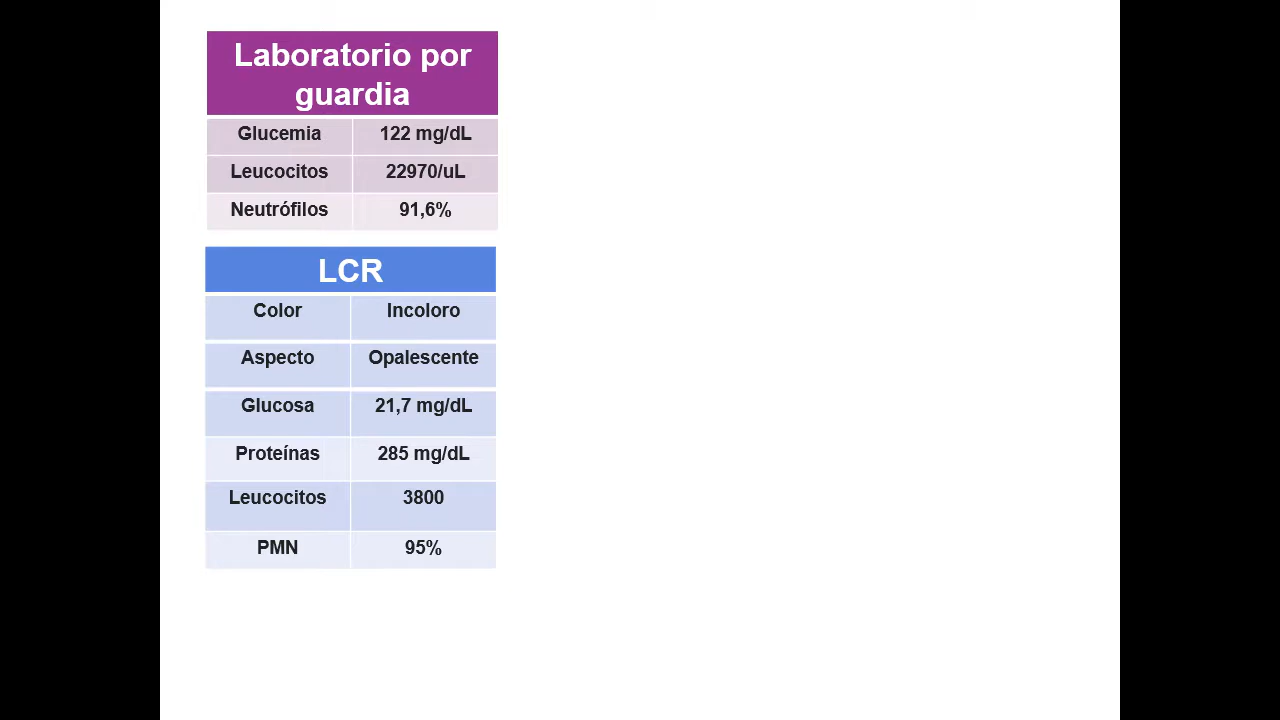 Laboratorio por
guardia
Glucemia 122 mg/dL
Leucocitos 22970/uL
Neutrófilos 91,6%
LCR
Color Incoloro
Aspecto Opalescente
Glucosa 21,7 mg/dL
Proteínas 285 mg/dL
Leucocitos 3800
PMN 95%